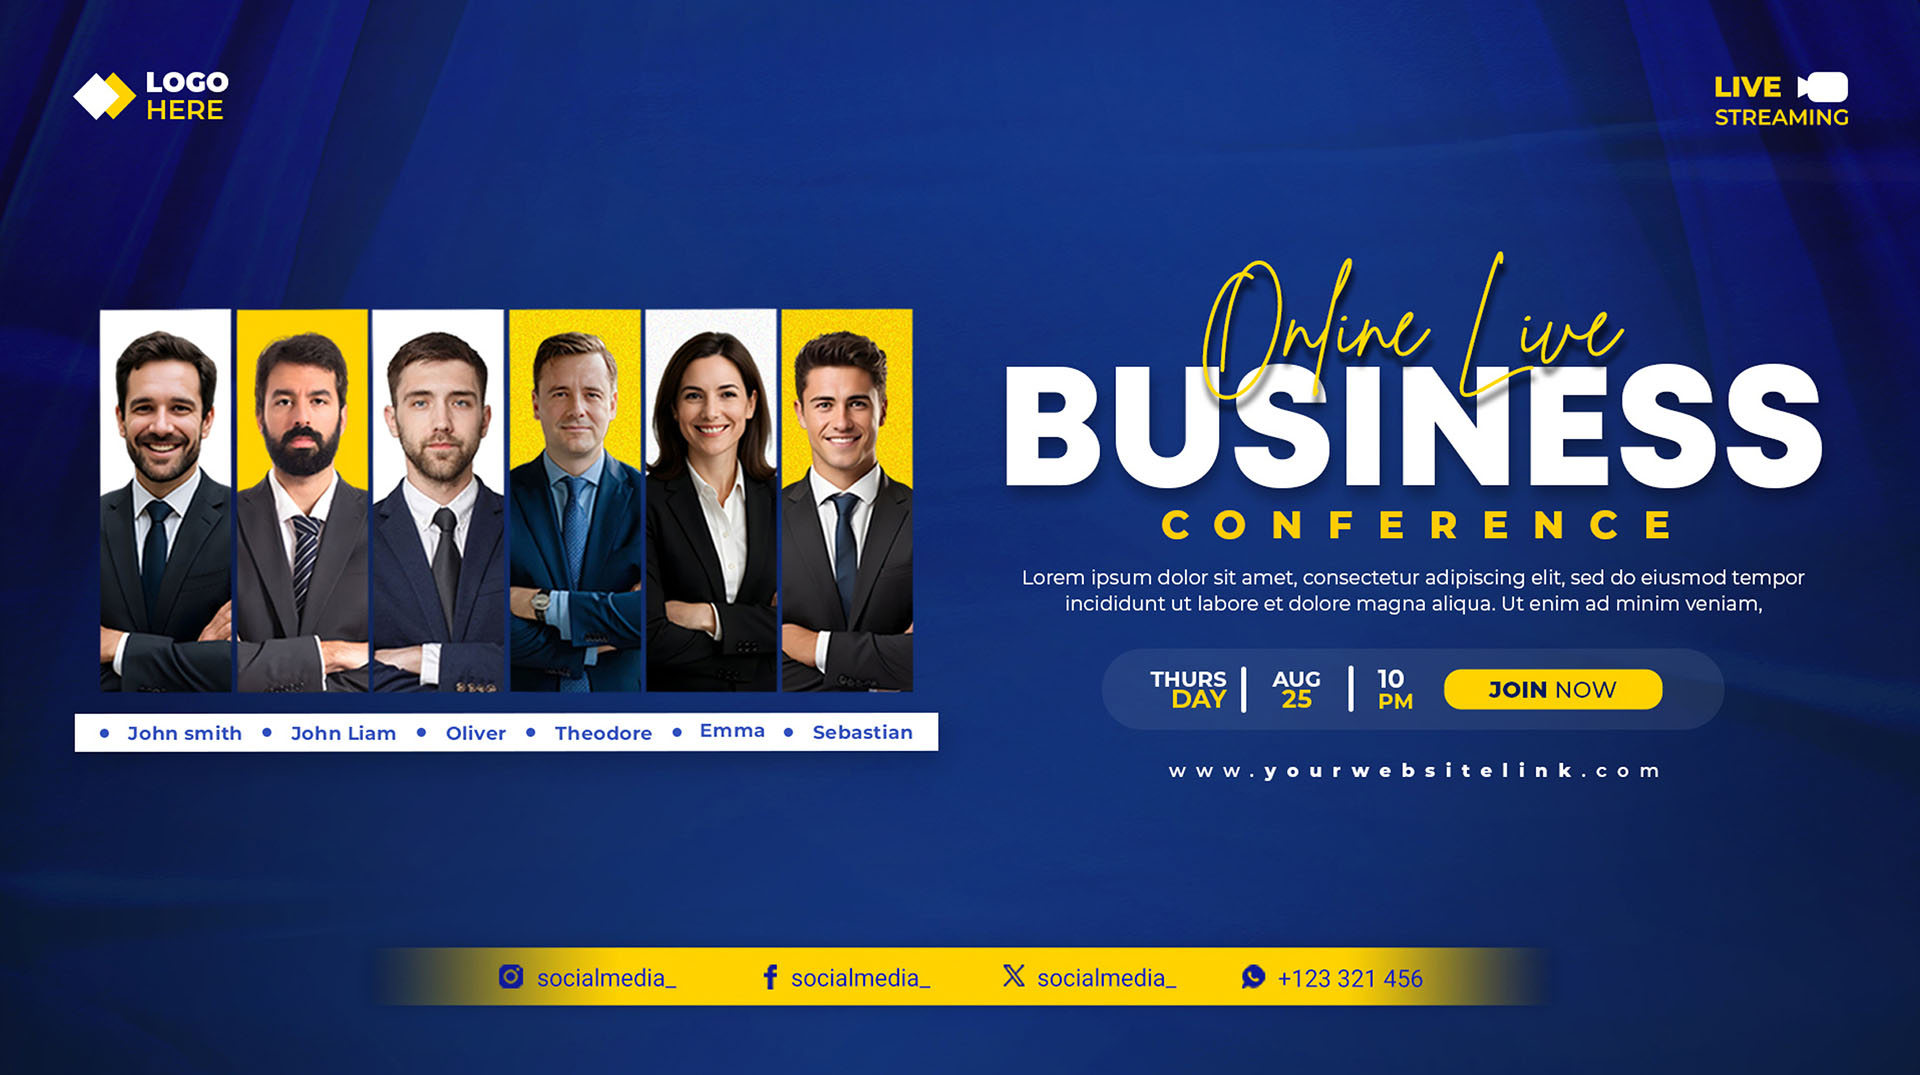 LOGO
HERE
LIVE
STREAMING
Online Live
BUSINESS
CONFERENCE
Lorem ipsum dolor sit amet, consectetur adipiscing elit, sed do eiusmod tempor
incididunt ut labore et dolore magna aliqua. Ut enim ad minim veniam,
THURS AUG 10
DAY 25 PM
JOIN NOW
www.yourwebsitelink.com
• John smith • John Liam • Oliver • Theodore • Emma • Sebastian
socialmedia_ socialmedia_ socialmedia_ +123 321 456